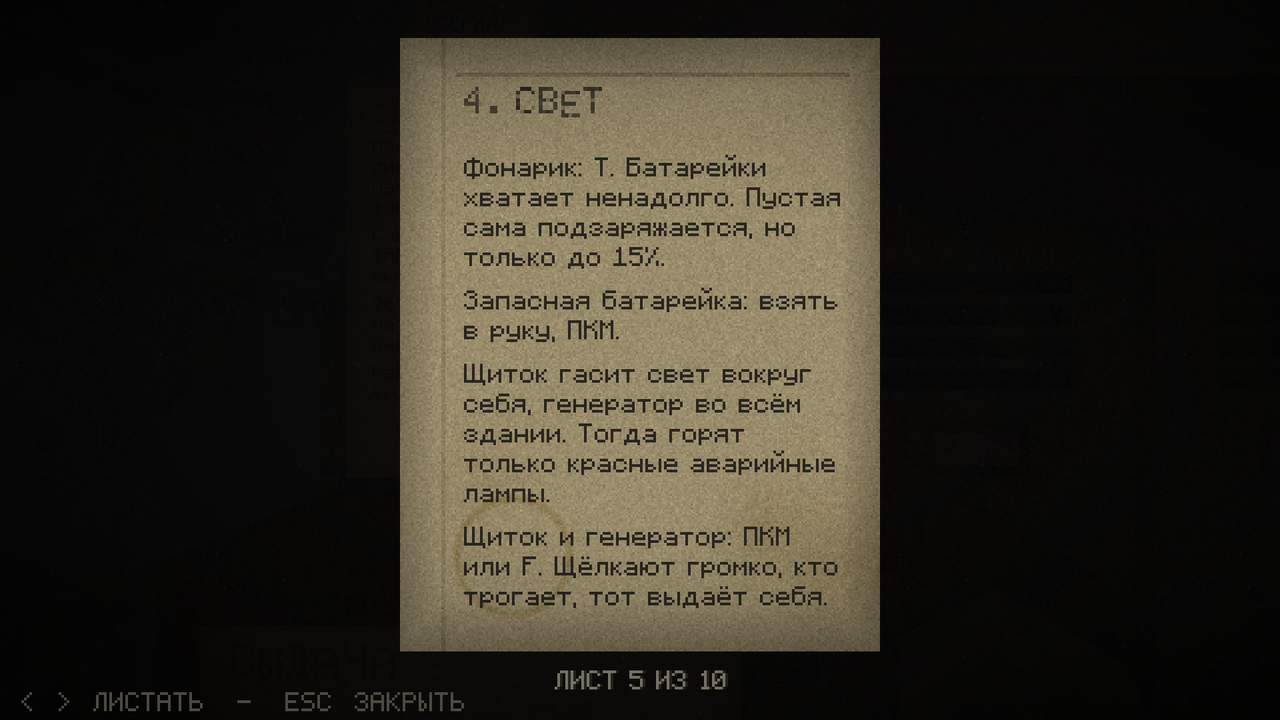 4. СВЕТ
Фонарик: Т. Батарейки
хватает ненадолго. Пустая
сама подзаряжается, но
только до 15%.
Запасная батарейка: взять
в руку, ПКМ.
Щиток гасит свет вокруг
себя, генератор во всём
здании. Тогда горят
только красные аварийные
лампы.
Щиток и генератор: ПКМ
или F. Щёлкают громко, кто
трогает, тот выдаёт себя.
ВЫДАЧА
ЛИСТ 5 ИЗ 10
< > ЛИСТАТЬ - ESC ЗАКРЫТЬ